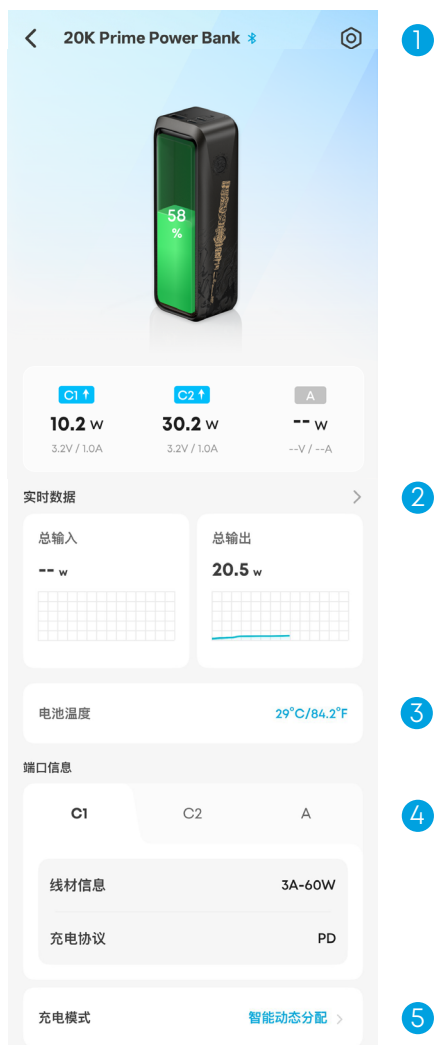 20K Prime Power Bank
1
58
%
C1 C2 A
10.2 w 30.2 w -- w
3.2V / 1.0A 3.2V / 1.0A --V / --A
实时数据
2
总输入 总输出
-- w 20.5 w
电池温度 29°C/84.2°F
3
端口信息
C1 C2 A
4
线材信息 3A-60W
充电协议 PD
充电模式 智能动态分配
5